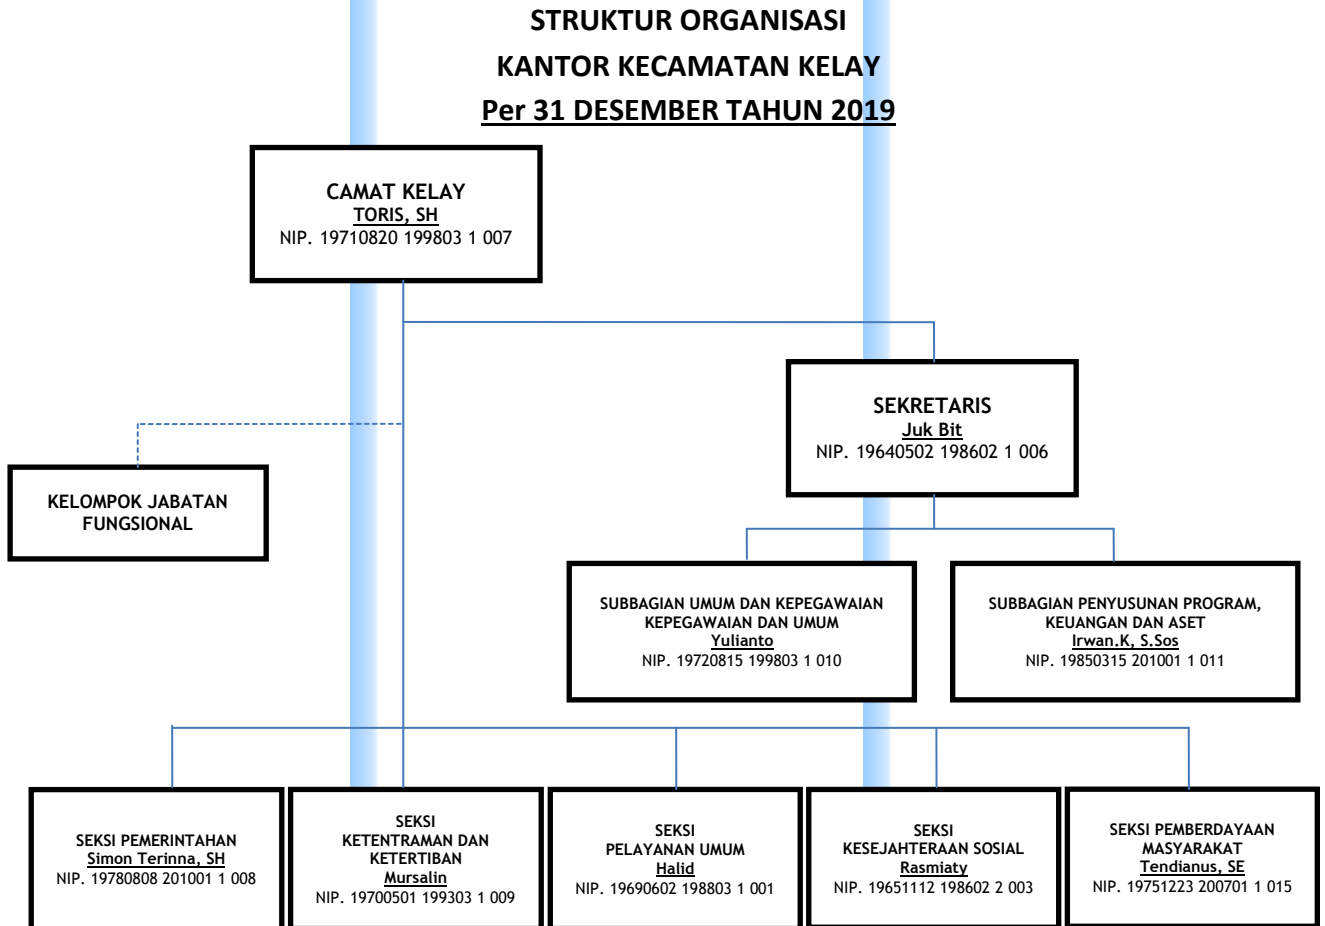 STRUKTUR ORGANISASI
KANTOR KECAMATAN KELAY
Per 31 DESEMBER TAHUN 2019
CAMAT KELAY
TORIS, SH
NIP. 19710820 199803 1 007
SEKRETARIS
Juk Bit
NIP. 19640502 198602 1 006
KELOMPOK JABATAN
FUNGSIONAL
SUBBAGIAN UMUM DAN KEPEGAWAIAN
KEPEGAWAIAN DAN UMUM
Yulianto
NIP. 19720815 199803 1 010
SUBBAGIAN PENYUSUNAN PROGRAM,
KEUANGAN DAN ASET
Irwan.K, S.Sos
NIP. 19850315 201001 1 011
SEKSI PEMERINTAHAN
Simon Terinna, SH
NIP. 19780808 201001 1 008
SEKSI
KETENTRAMAN DAN
KETERTIBAN
Mursalin
NIP. 19700501 199303 1 009
SEKSI
PELAYANAN UMUM
Halid
NIP. 19690602 198803 1 001
SEKSI
KESEJAHTERAAN SOSIAL
Rasmiaty
NIP. 19651112 198602 2 003
SEKSI PEMBERDAYAAN
MASYARAKAT
Tendianus, SE
NIP. 19751223 200701 1 015